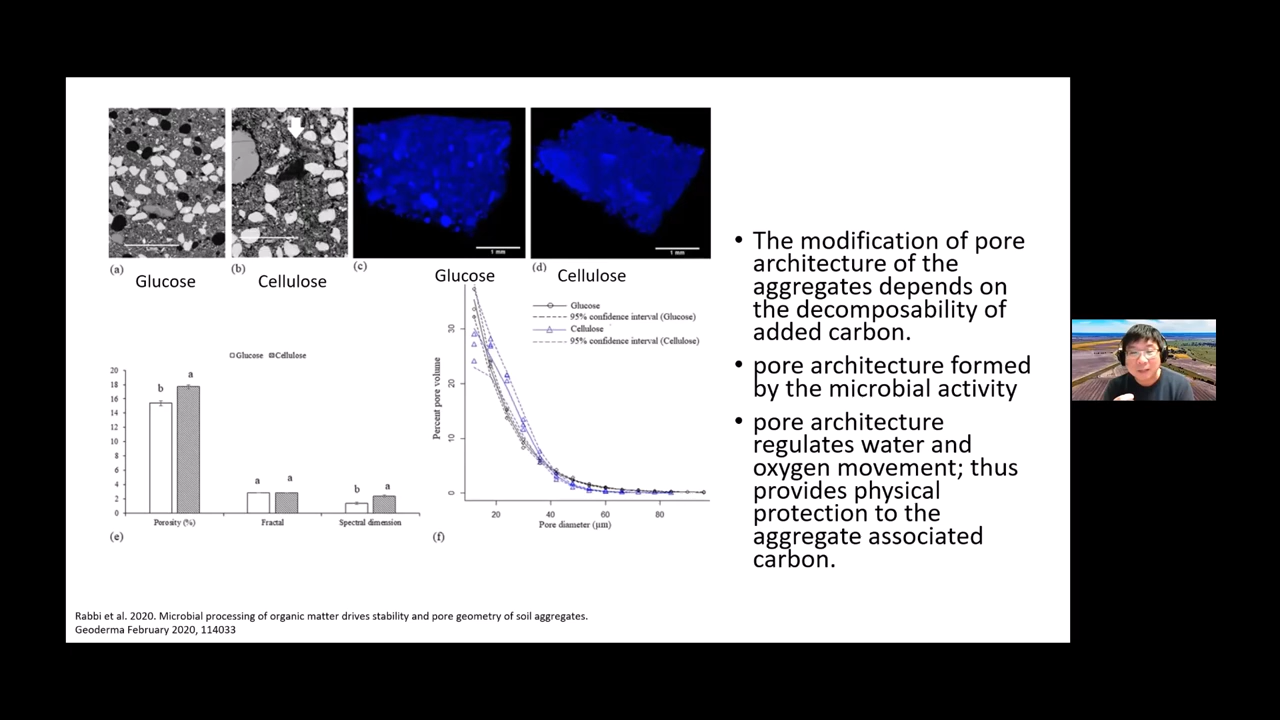 1 mm
1 mm
(a)
(b)
(c)
(d)
Glucose
Cellulose
Glucose
Cellulose
Glucose
95% confidence interval (Glucose)
Cellulose
95% confidence interval (Cellulose)
Percent pore volume
30
20
10
0
20
40
60
80
Pore diameter (µm)
(f)
Glucose
Cellulose
20
18
16
14
12
10
8
6
4
2
0
b
a
a
a
b
a
Porosity (%)
Fractal
Spectral dimension
(e)
• The modification of pore
architecture of the
aggregates depends on
the decomposability of
added carbon.
• pore architecture formed
by the microbial activity
• pore architecture
regulates water and
oxygen movement; thus
provides physical
protection to the
aggregate associated
carbon.
Rabbi et al. 2020. Microbial processing of organic matter drives stability and pore geometry of soil aggregates.
Geoderma February 2020, 114033